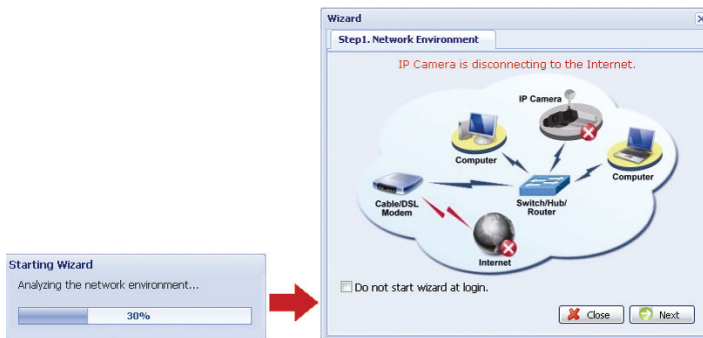 Starting Wizard
Analyzing the network environment...
30%
Wizard
Step1. Network Environment
IP Camera is disconnecting to the Internet.
IP Camera
Computer
Computer
Cable/DSL
Modem
Switch/Hub/
Router
Internet
Do not start wizard at login.
Close
Next